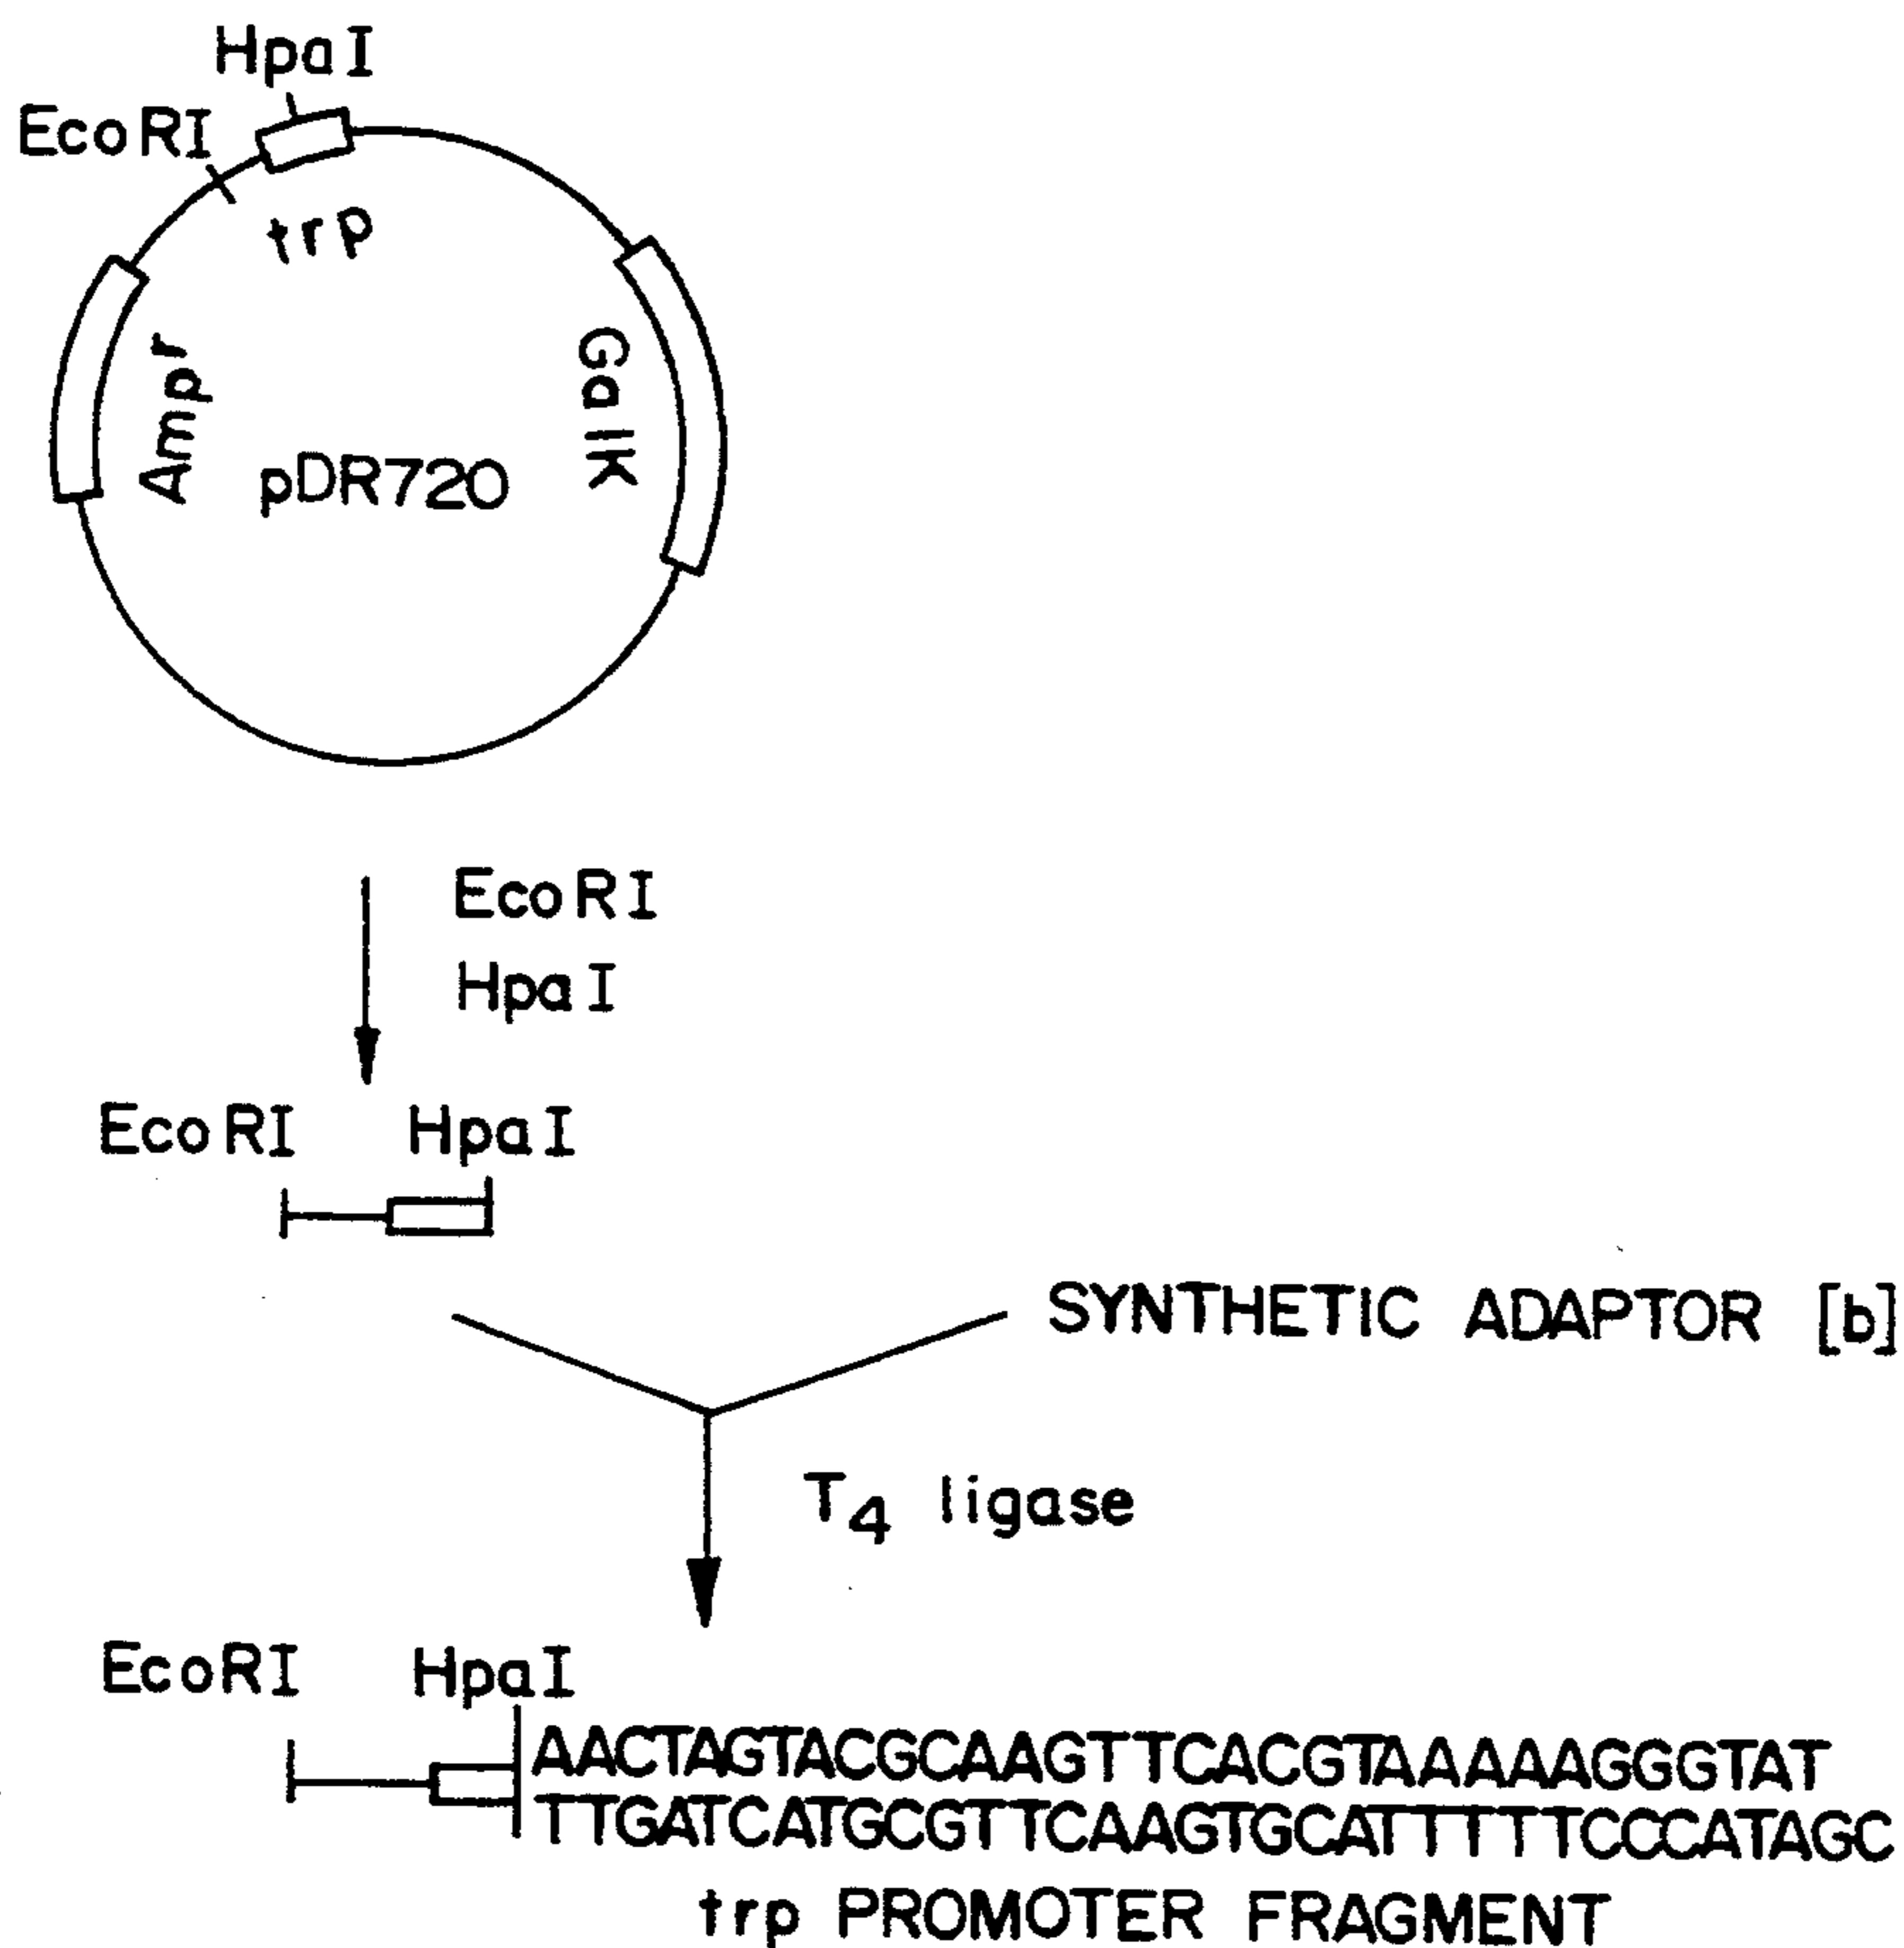 HpaI
EcoRI
trp
Ampr
GalK
pDR720
EcoRI
HpaI
EcoRI HpaI
SYNTHETIC ADAPTOR [b]
T4 ligase
EcoRI HpaI
AACTAGTACGCAAGTTCACGTAAAAAGGGTAT
TTGATCATGCGTTCAAGTGCATTTTTCCCATAGC
trp PROMOTER FRAGMENT